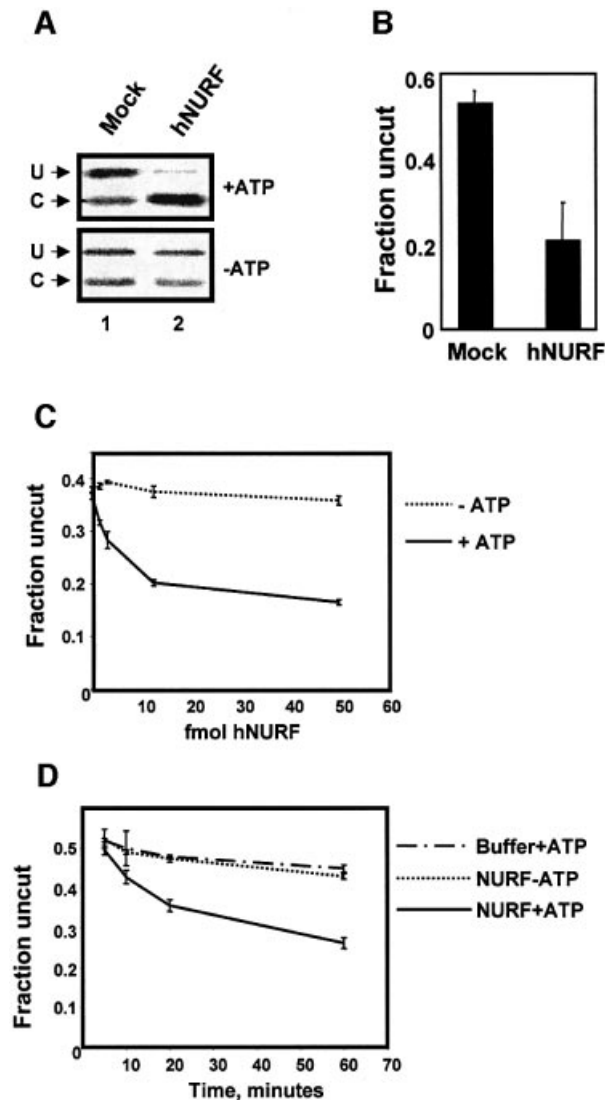 A
Mock
hNURF
U
C
+ATP
U
C
-ATP
1 2
B
Fraction uncut
0.6
0.4
0.2
0
Mock hNURF
C
Fraction uncut
0.4
0.3
0.2
0.1
0
10 20 30 40 50 60
fmol hNURF
- ATP
+ ATP
D
Fraction uncut
0.5
0.4
0.3
0.2
0.1
0
10 20 30 40 50 60 70
Time, minutes
Buffer+ATP
NURF-ATP
NURF+ATP